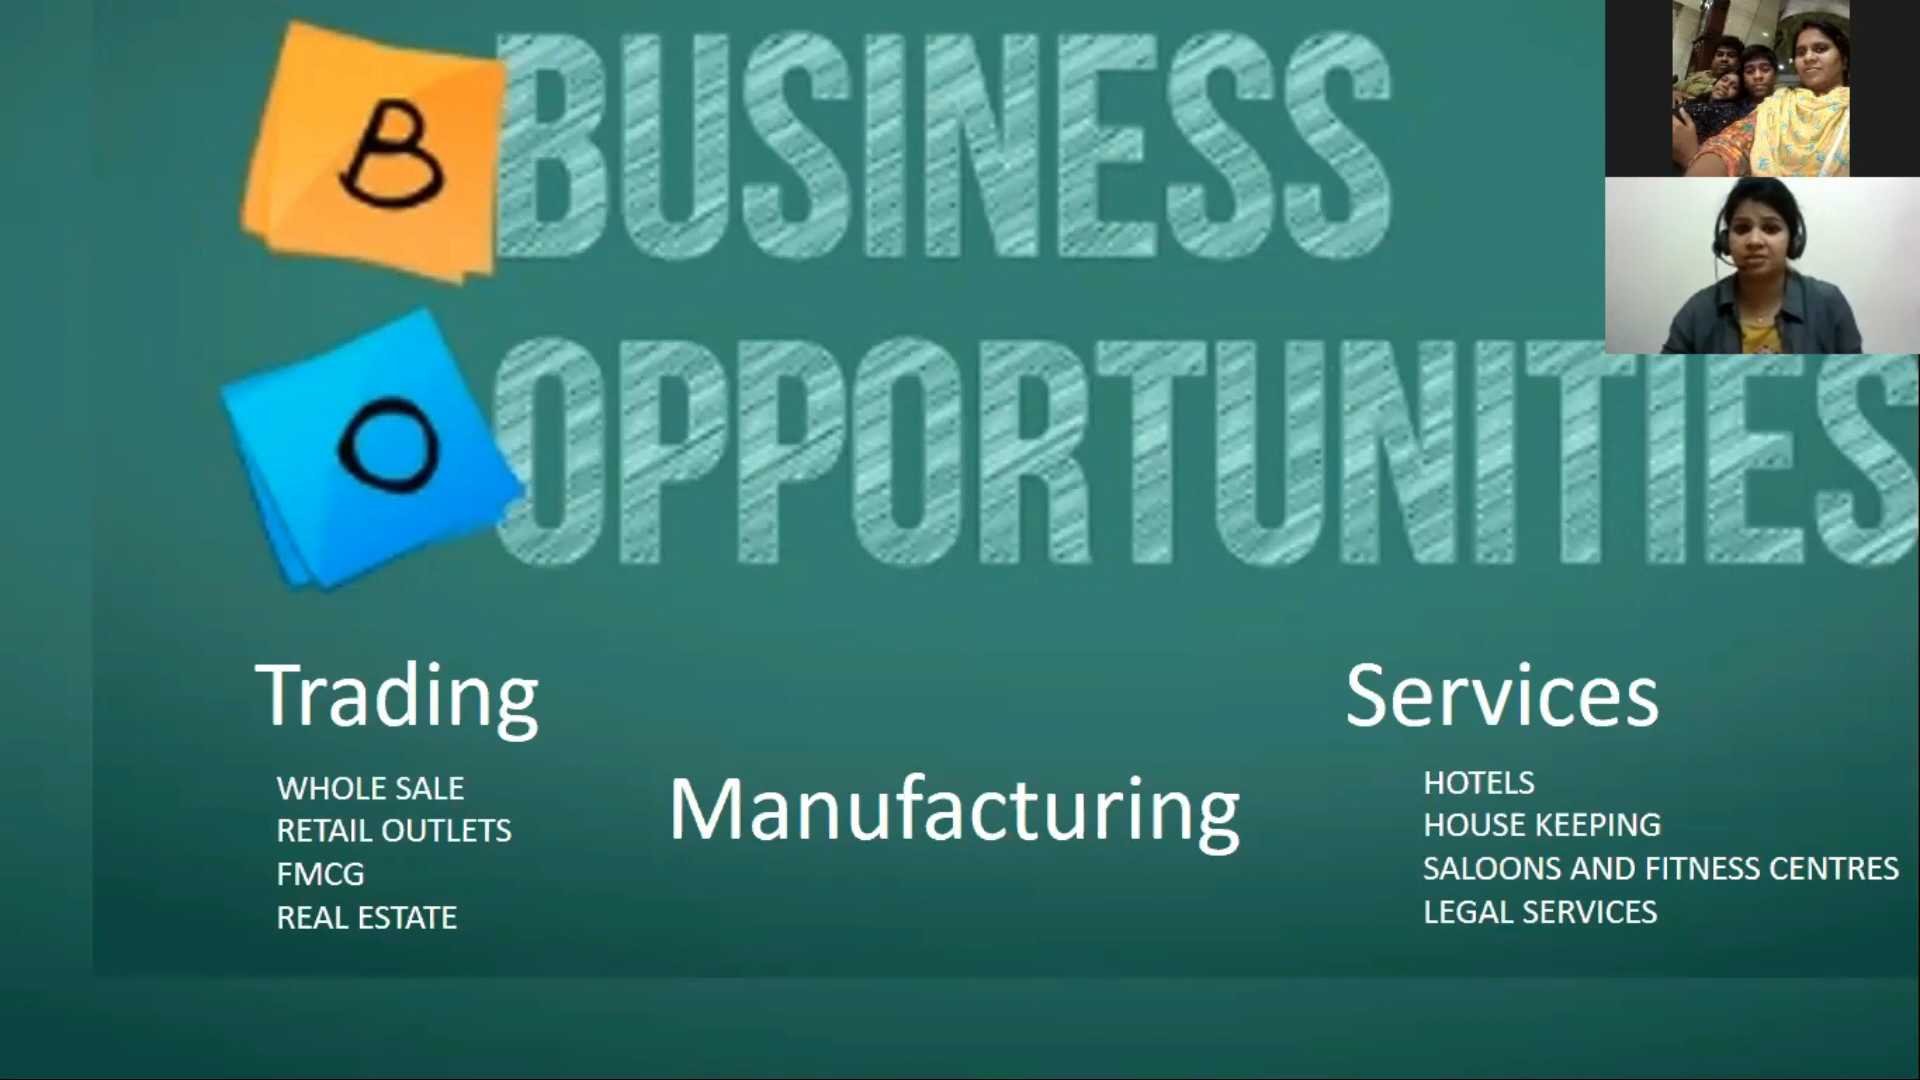 B BUSINESS
O OPPORTUNITIES
Trading
WHOLE SALE
RETAIL OUTLETS
FMCG
REAL ESTATE
Manufacturing
Services
HOTELS
HOUSE KEEPING
SALOONS AND FITNESS CENTRES
LEGAL SERVICES